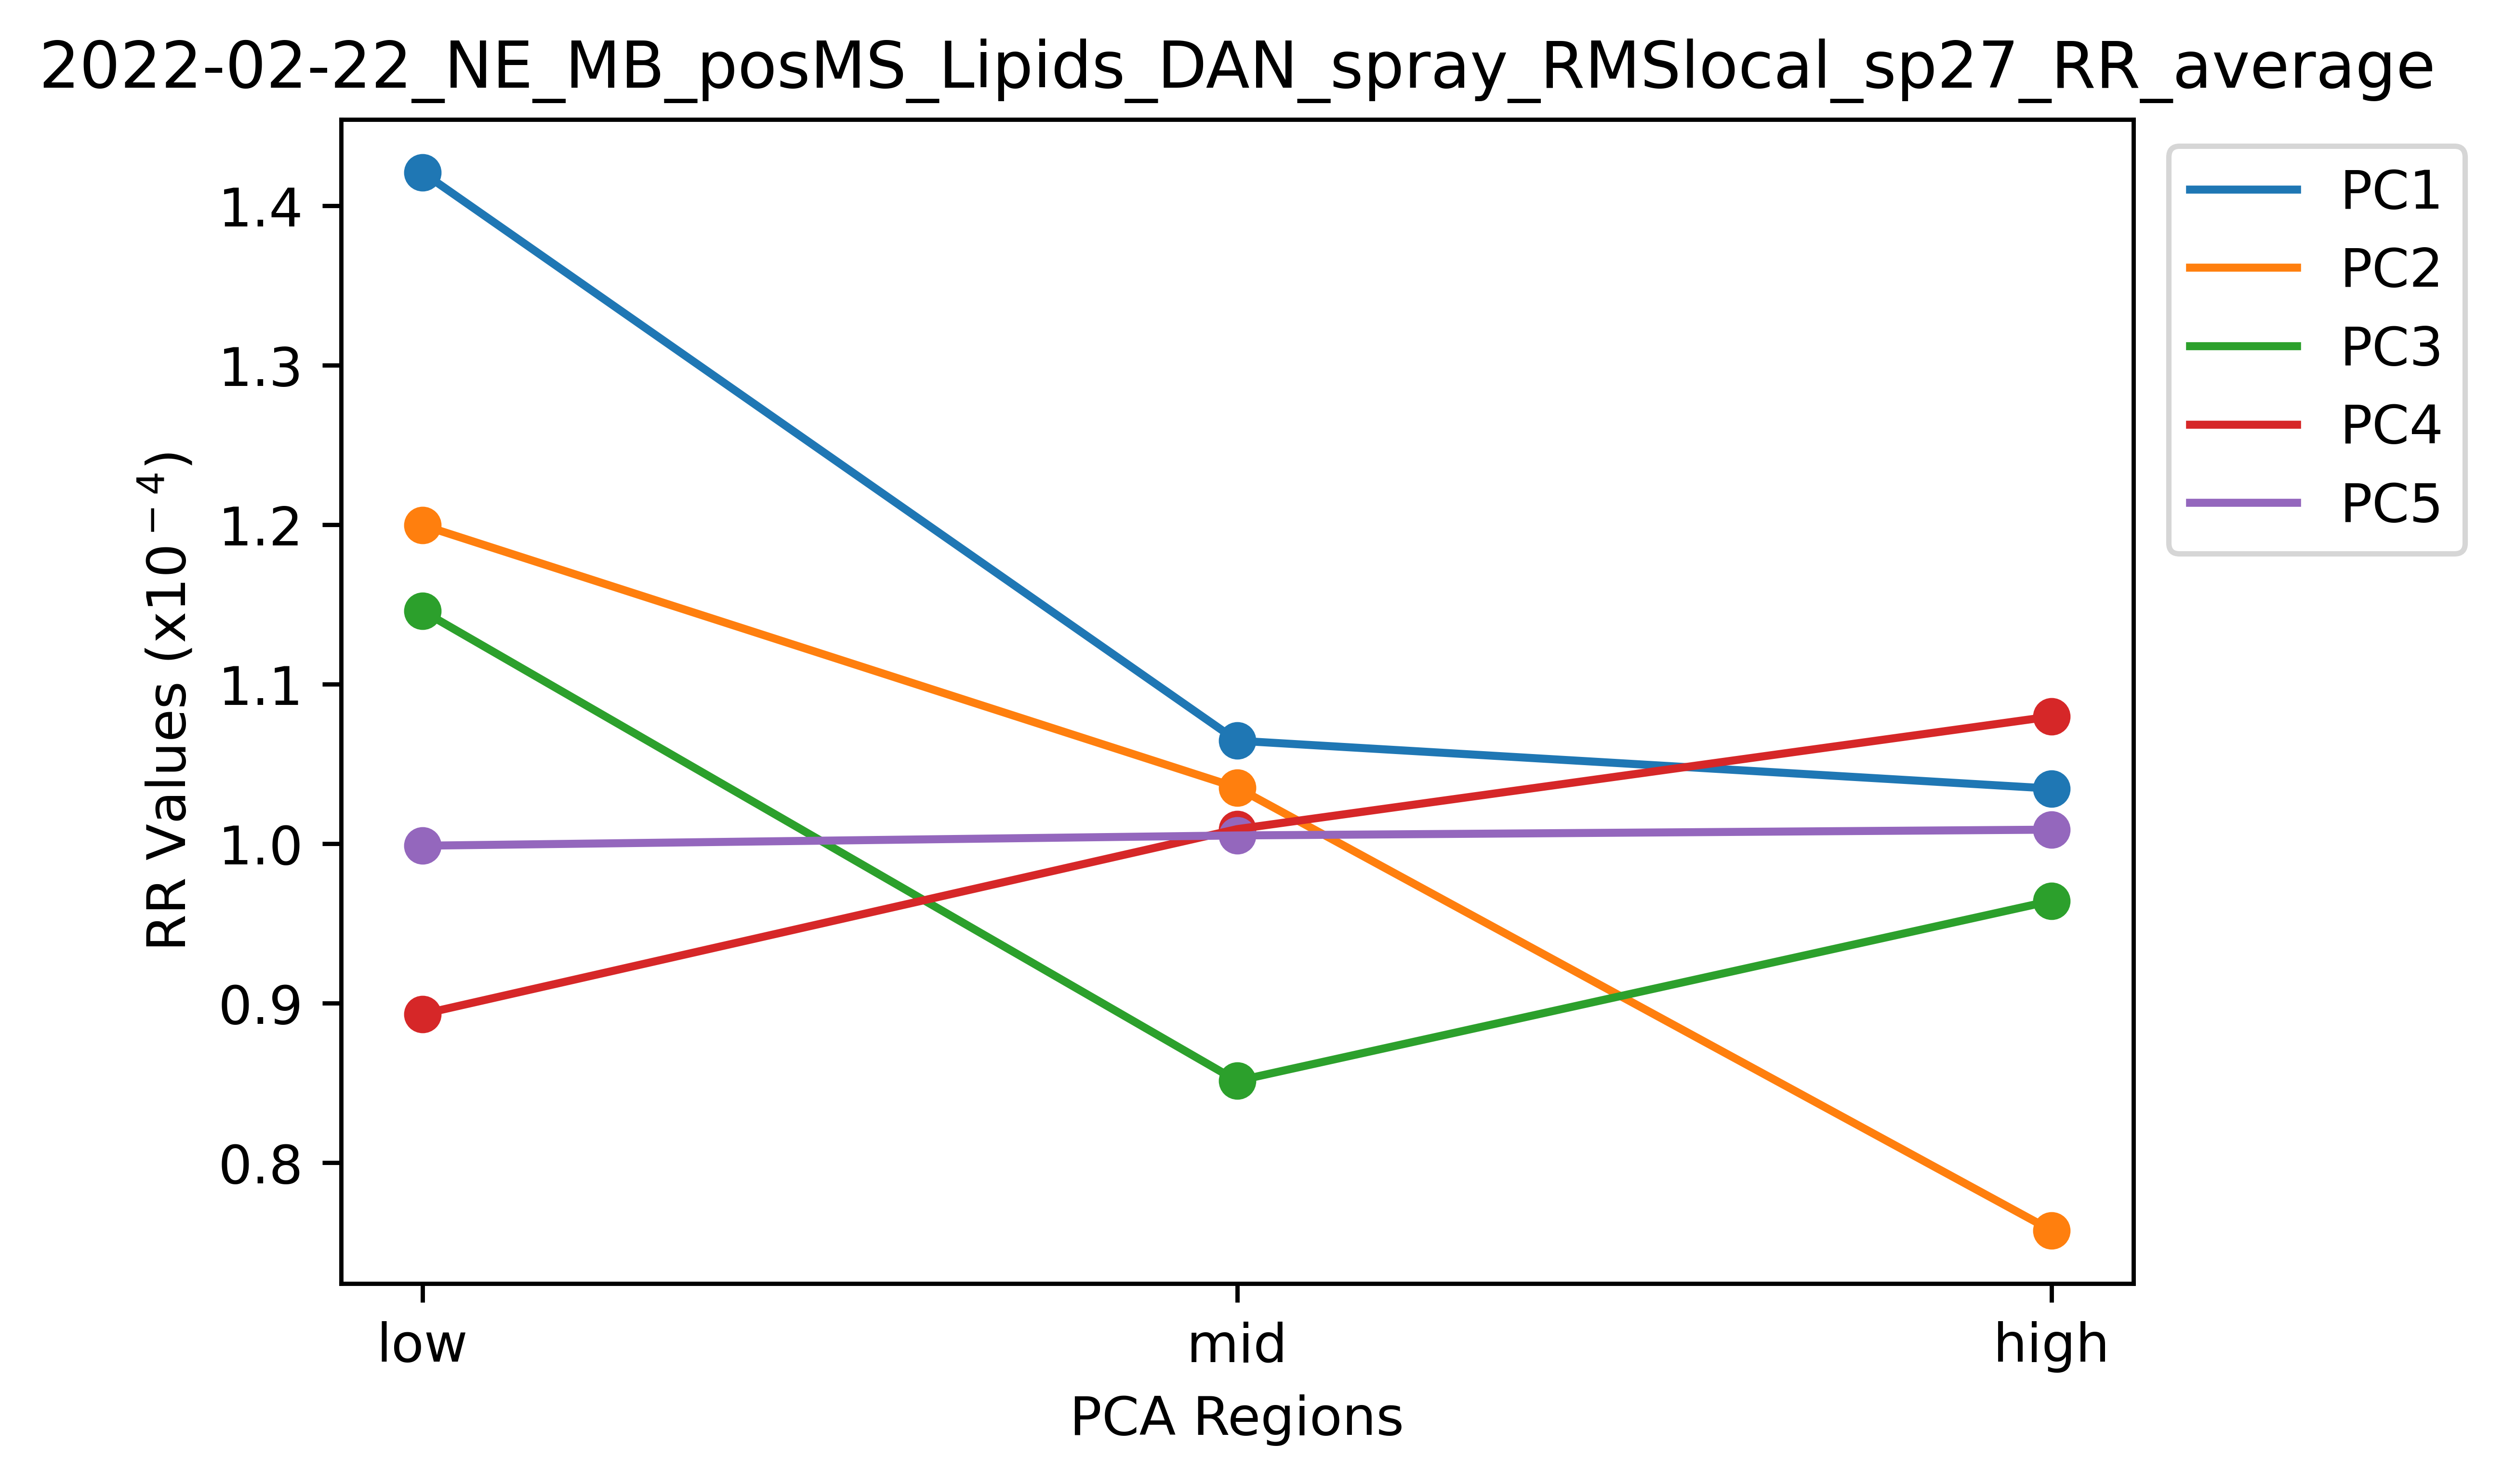 2022-02-22_NE_MB_posMS_Lipids_DAN_spray_RMSlocal_sp27_RR_average
PC1
PC2
PC3
PC4
PC5
RR Values (x10⁻⁴)
1.4
1.3
1.2
1.1
1.0
0.9
0.8
low mid high
PCA Regions